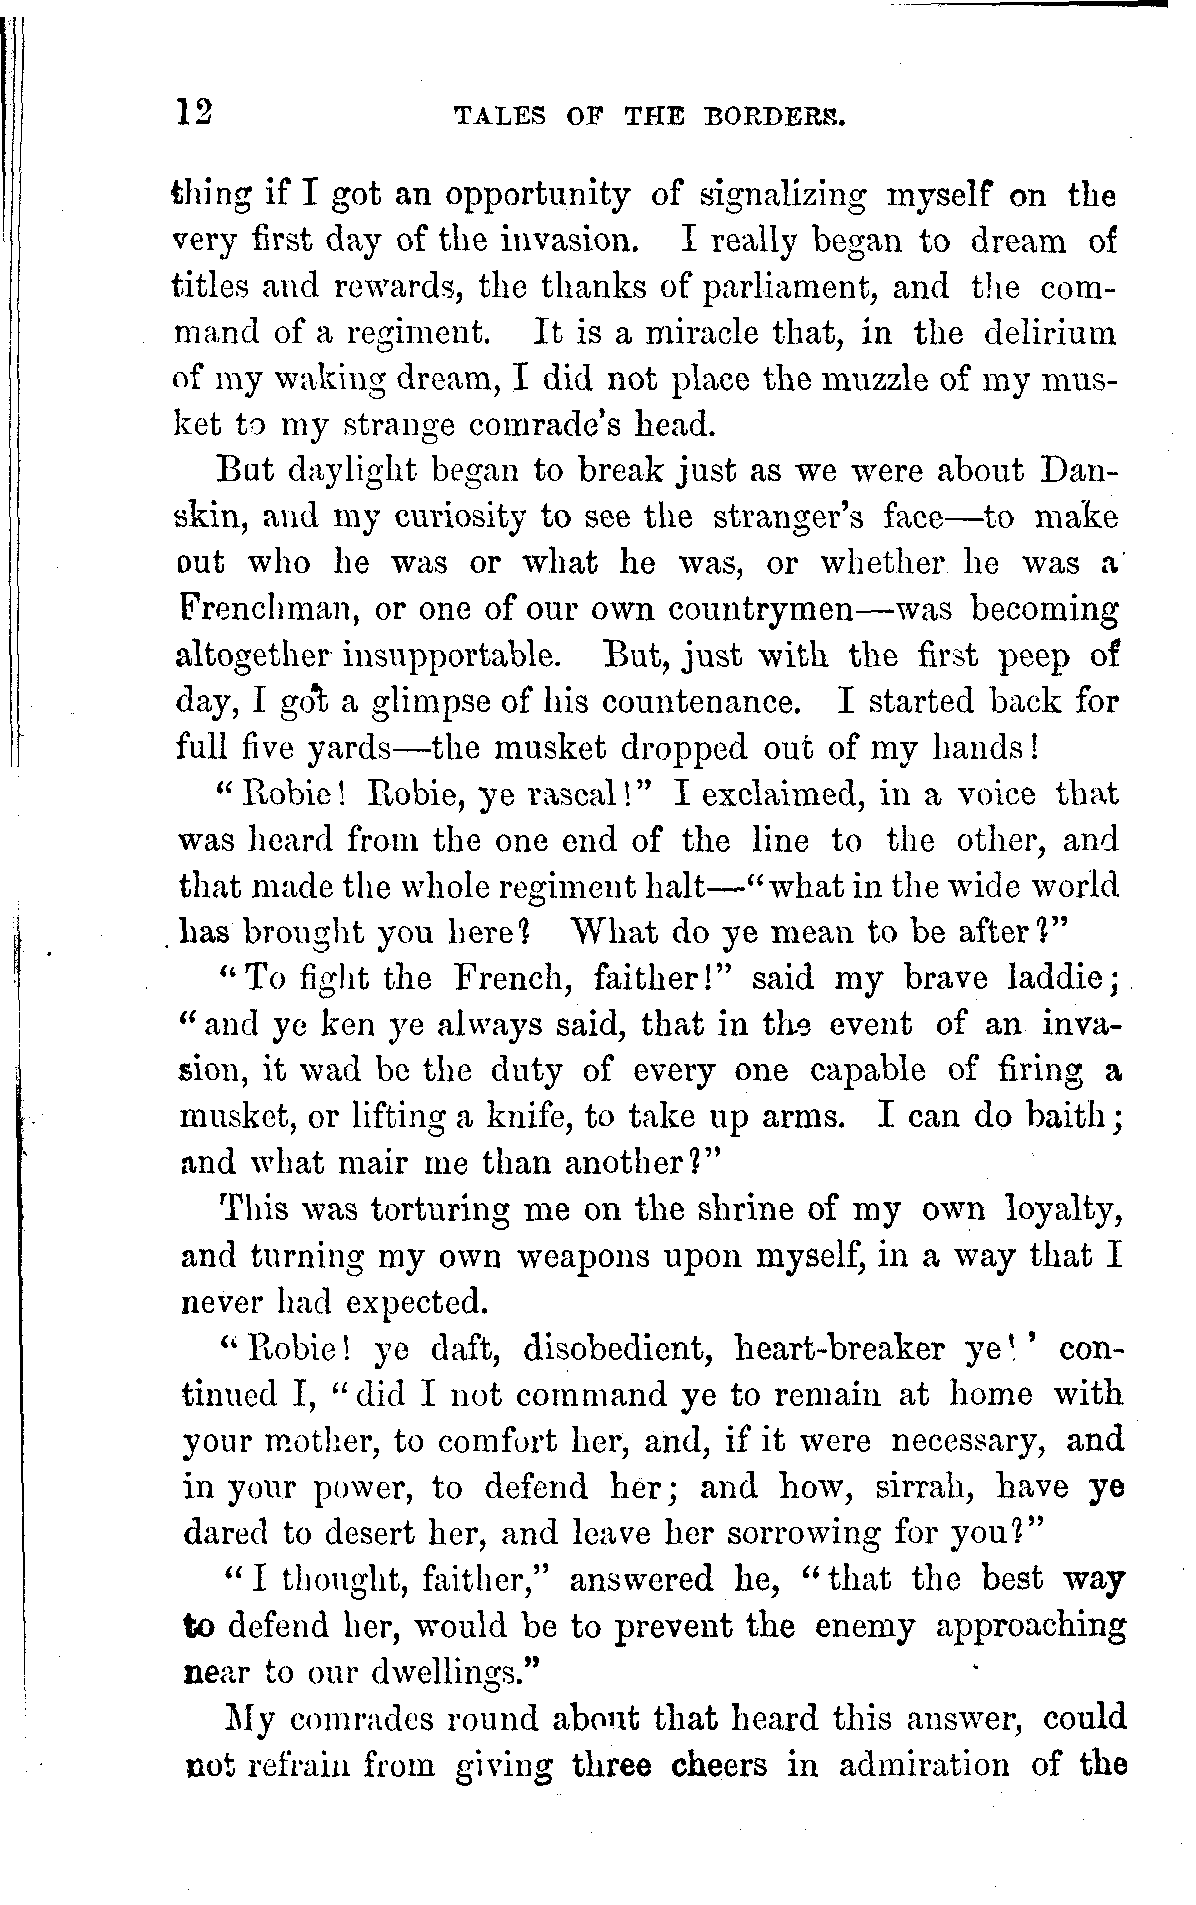 12 TALES OF THE BORDERS.
thing if I got an opportunity of signalizing myself on the
very first day of the invasion. I really began to dream of
titles and rewards, the thanks of parliament, and the com-
mand of a regiment. It is a miracle that, in the delirium
of my waking dream, I did not place the muzzle of my mus-
ket to my strange comrade's head.
But daylight began to break just as we were about Dan-
skin, and my curiosity to see the stranger's face—to make
out who he was or what he was, or whether he was a
Frenchman, or one of our own countrymen—was becoming
altogether insupportable. But, just with the first peep of
day, I got a glimpse of his countenance. I started back for
full five yards—the musket dropped out of my hands!
"Robie! Robie, ye rascal!" I exclaimed, in a voice that
was heard from the one end of the line to the other, and
that made the whole regiment halt—"what in the wide world
has brought you here? What do ye mean to be after?"
"To fight the French, faither!" said my brave laddie;
"and ye ken ye always said, that in the event of an inva-
sion, it wad be the duty of every one capable of firing a
musket, or lifting a knife, to take up arms. I can do baith;
and what mair me than another?"
This was torturing me on the shrine of my own loyalty,
and turning my own weapons upon myself, in a way that I
never had expected.
"Robie! ye daft, disobedient, heart-breaker ye!' con-
tinued I, "did I not command ye to remain at home with
your mother, to comfort her, and, if it were necessary, and
in your power, to defend her; and how, sirrah, have ye
dared to desert her, and leave her sorrowing for you?"
"I thought, faither," answered he, "that the best way
to defend her, would be to prevent the enemy approaching
near to our dwellings."
My comrades round about that heard this answer, could
not refrain from giving three cheers in admiration of the